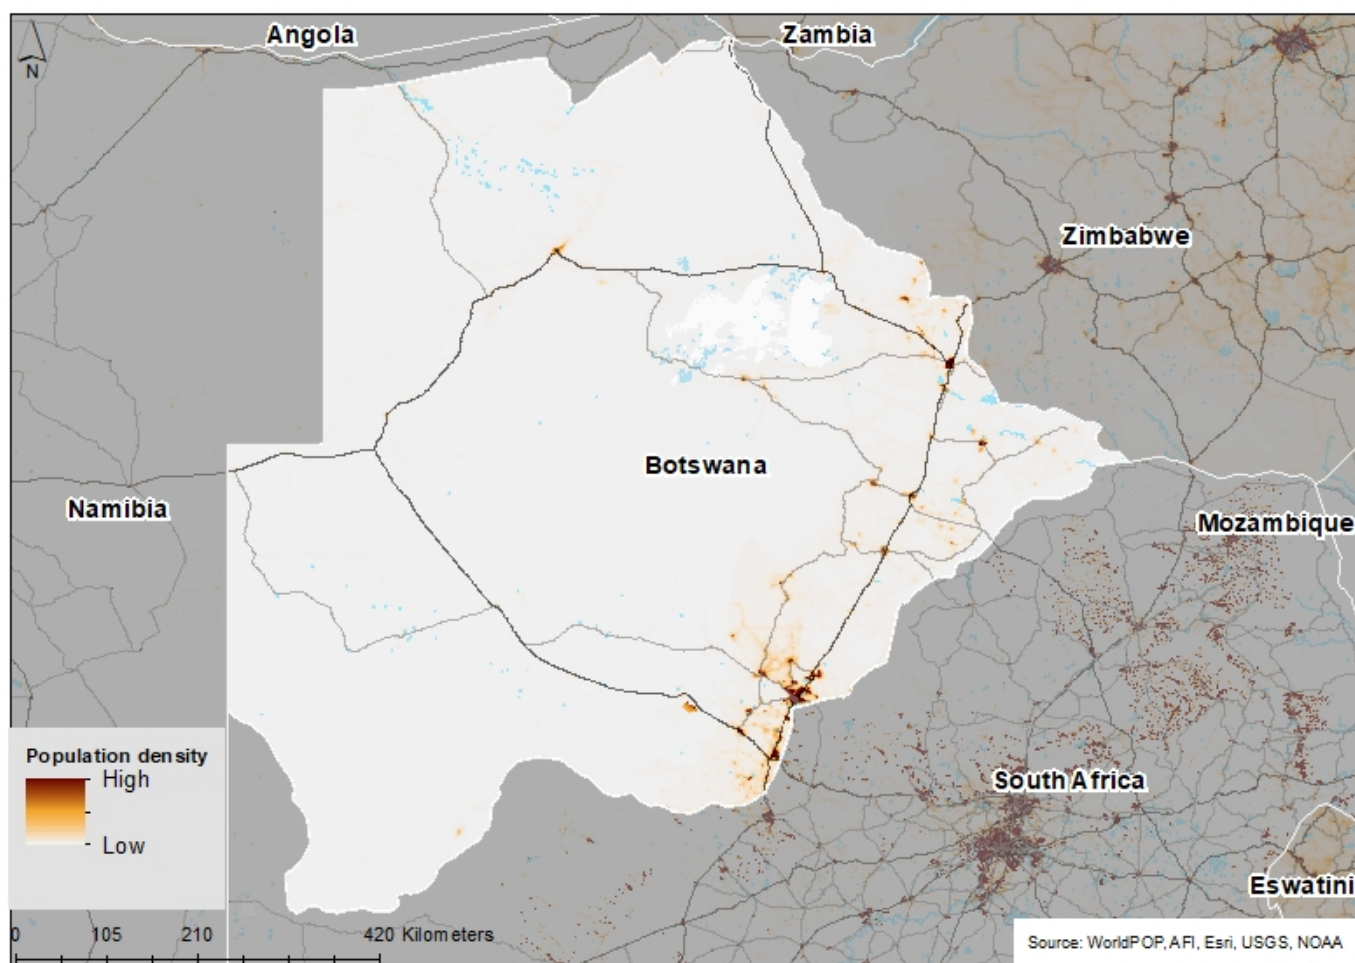 Angola
Zambia
N
Zimbabwe
Botswana
Namibia
Mozambique
Population density
High
Low
South Africa
Eswatini
0 105 210 420 Kilometers
Source: WorldPOP, AFI, Esri, USGS, NOAA